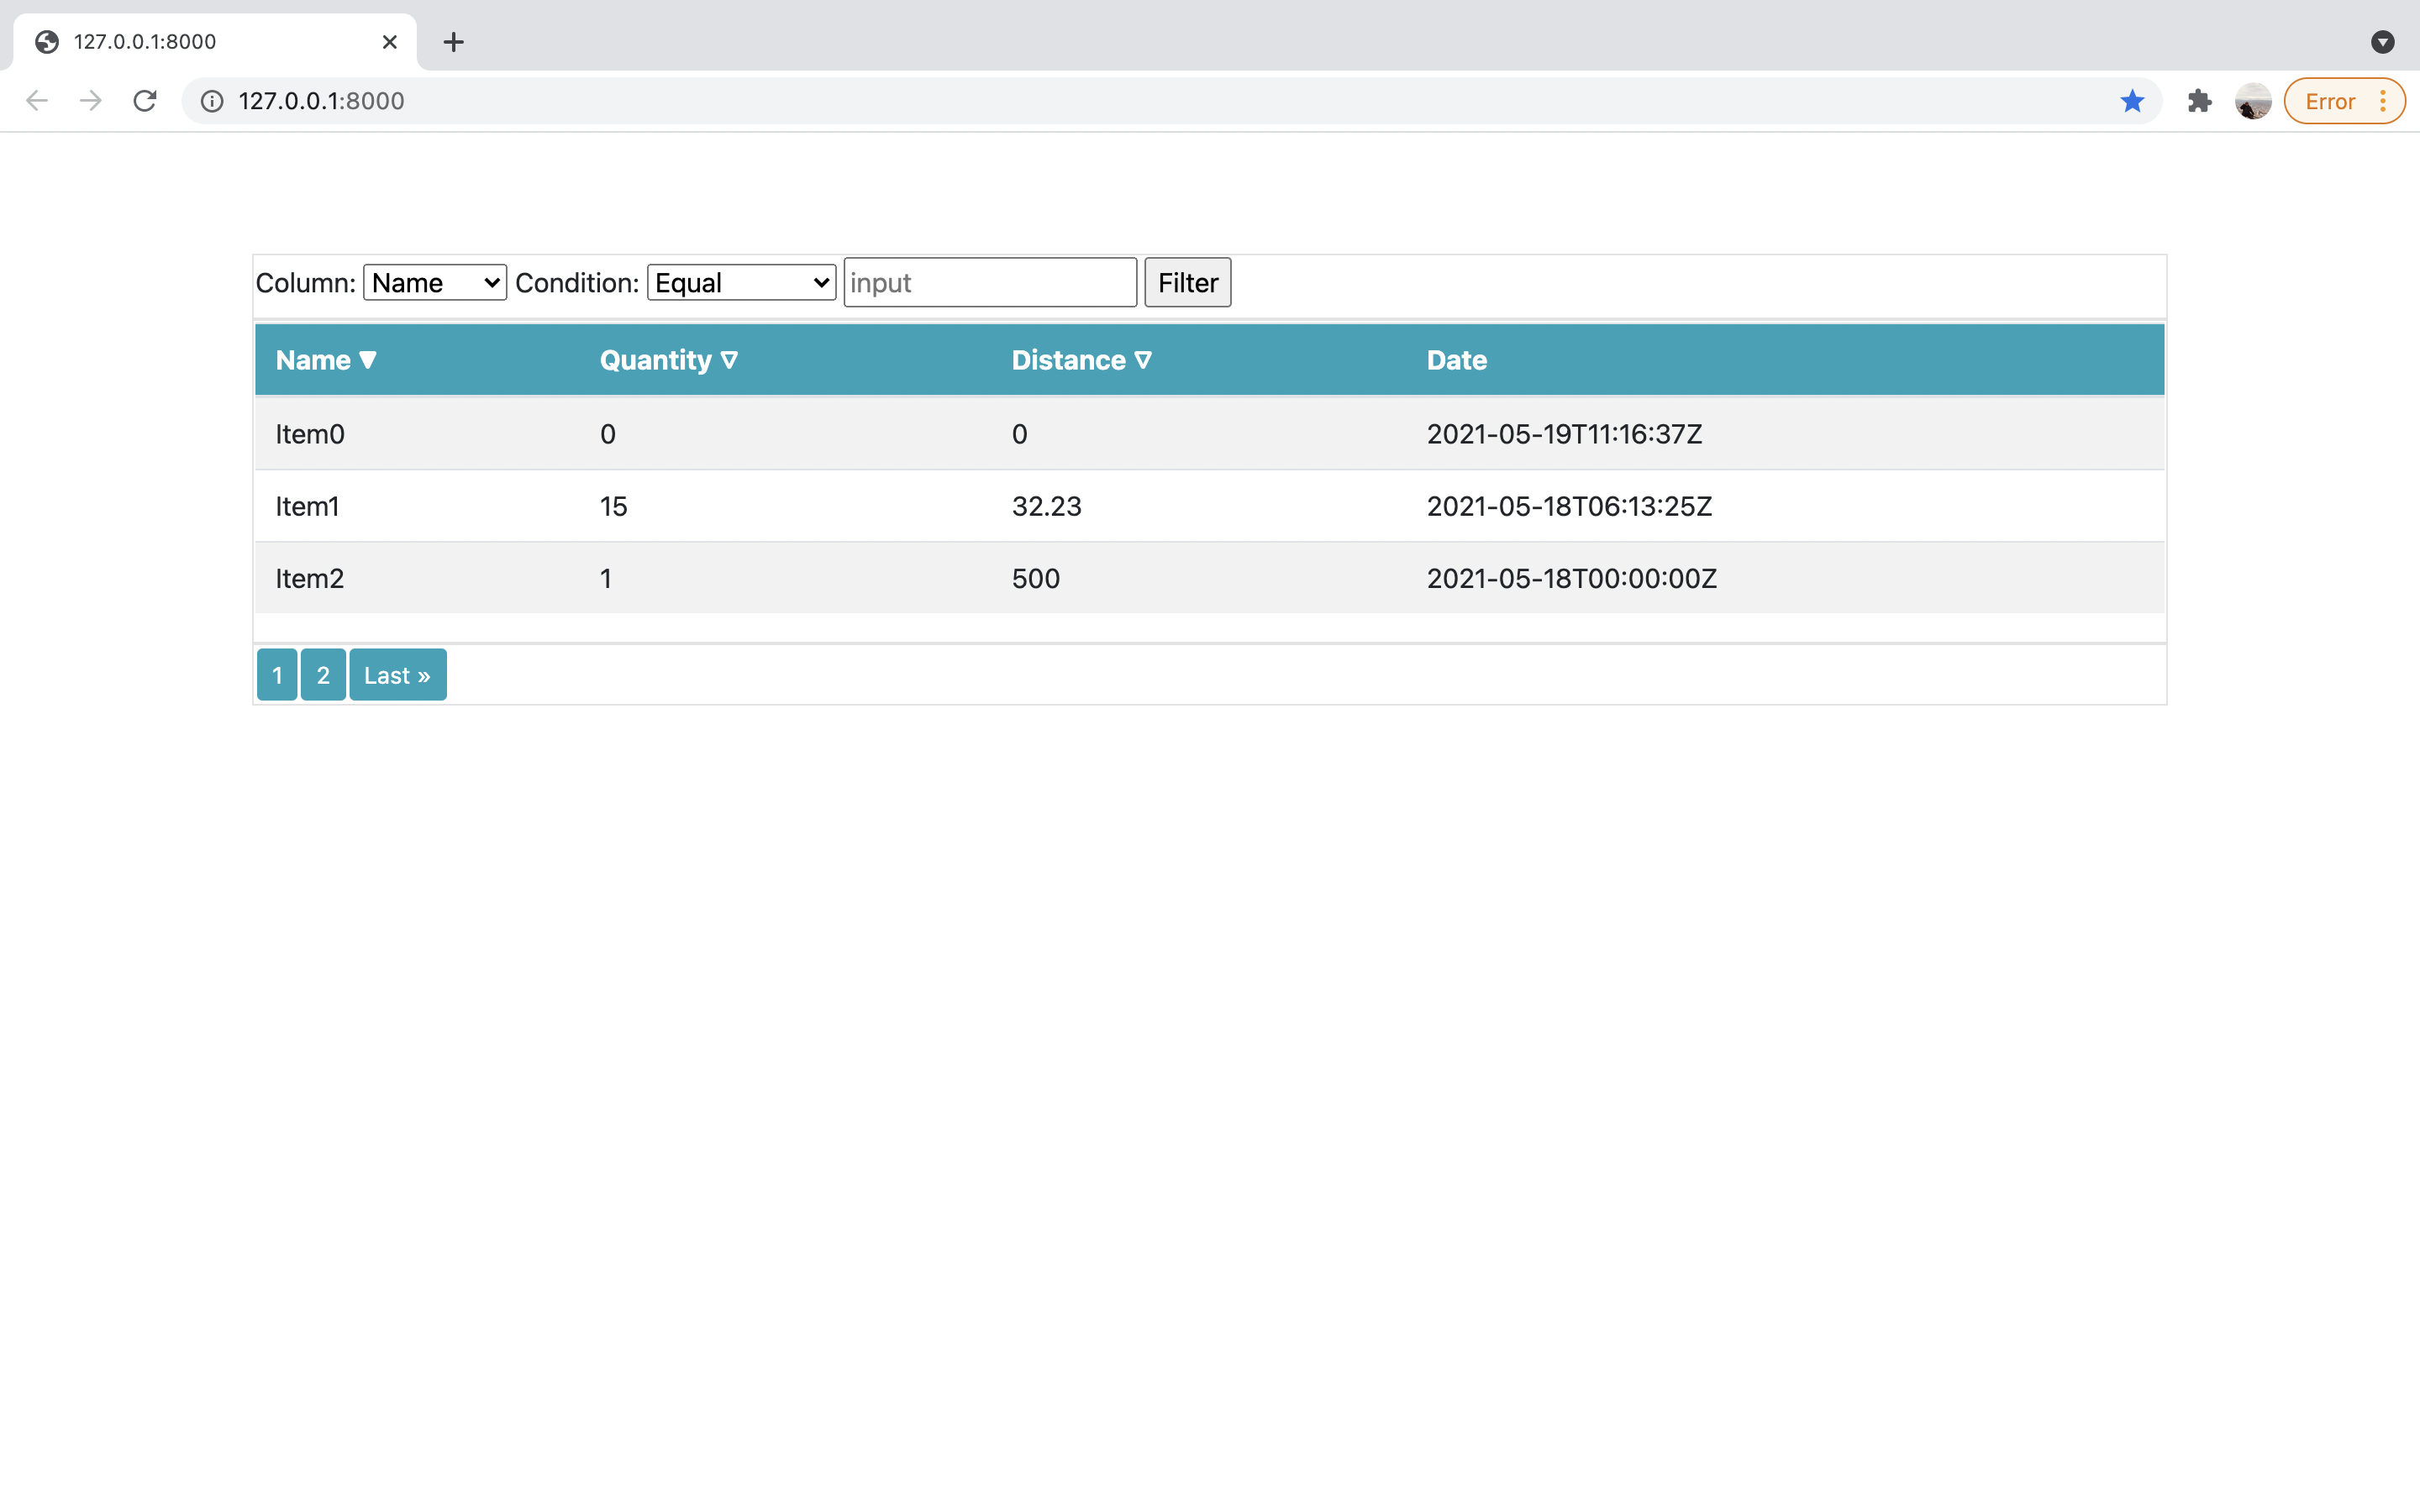 127.0.0.1:8000
127.0.0.1:8000 Error
Column: Name Condition: Equal input Filter
Name ▼ Quantity ▽ Distance ▽ Date
Item0 0 0 2021-05-19T11:16:37Z
Item1 15 32.23 2021-05-18T06:13:25Z
Item2 1 500 2021-05-18T00:00:00Z
1 2 Last »